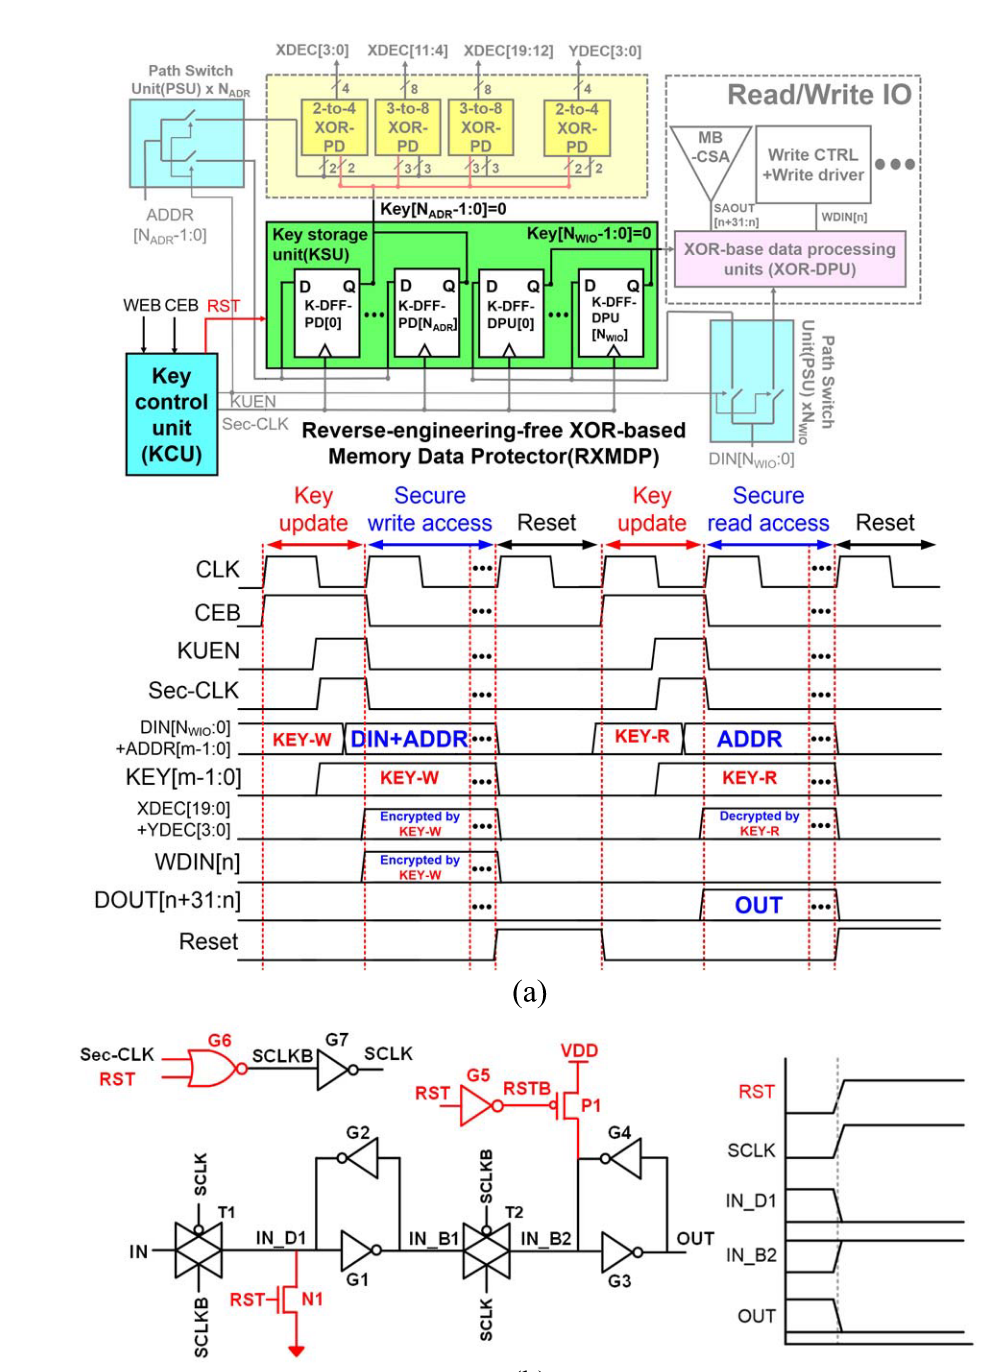 XDEC[3:0] XDEC[11:4] XDEC[19:12] YDEC[3:0]
Path Switch
Unit(PSU) x NADR
4 8 8 4
2-to-4
XOR-
PD
3-to-8
XOR-
PD
3-to-8
XOR-
PD
2-to-4
XOR-
PD
2 2 3 3 3 3 2 2
Read/Write IO
MB
-CSA
Write CTRL
+Write driver
SAOUT
[n+31:n]
WDIN[n]
XOR-base data processing
units (XOR-DPU)
ADDR
[NADR-1:0]
Key[NADR-1:0]=0
Key storage
unit(KSU)
Key[NWIO-1:0]=0
D Q
K-DFF-
PD[0]
D Q
K-DFF-
PD[NADR]
D Q
K-DFF-
DPU[0]
D Q
K-DFF-
DPU
[NWIO]
WEB CEB RST
Key
control
unit
(KCU)
KUEN
Sec-CLK
Path Switch
Unit(PSU) xNWIO
DIN[NWIO:0]
Reverse-engineering-free XOR-based
Memory Data Protector(RXMDP)
Key
update
Secure
write access
Reset
Key
update
Secure
read access
Reset
CLK
CEB
KUEN
Sec-CLK
DIN[NWIO:0]
+ADDR[m-1:0]
KEY-W DIN+ADDR KEY-R ADDR
KEY[m-1:0] KEY-W KEY-R
XDEC[19:0]
+YDEC[3:0]
Encrypted by
KEY-W
Decrypted by
KEY-R
WDIN[n]
Encrypted by
KEY-W
DOUT[n+31:n] OUT
Reset
(a)
Sec-CLK
RST
G6
SCLKB
G7
SCLK
VDD
RST
G5
RSTB
P1
G2
G4
SCLK
T1
IN
IN_D1
G1
IN_B1
SCLKB
T2
IN_B2
G3
OUT
RST
N1
SCLKB
SCLK
RST
SCLK
IN_D1
IN_B2
OUT